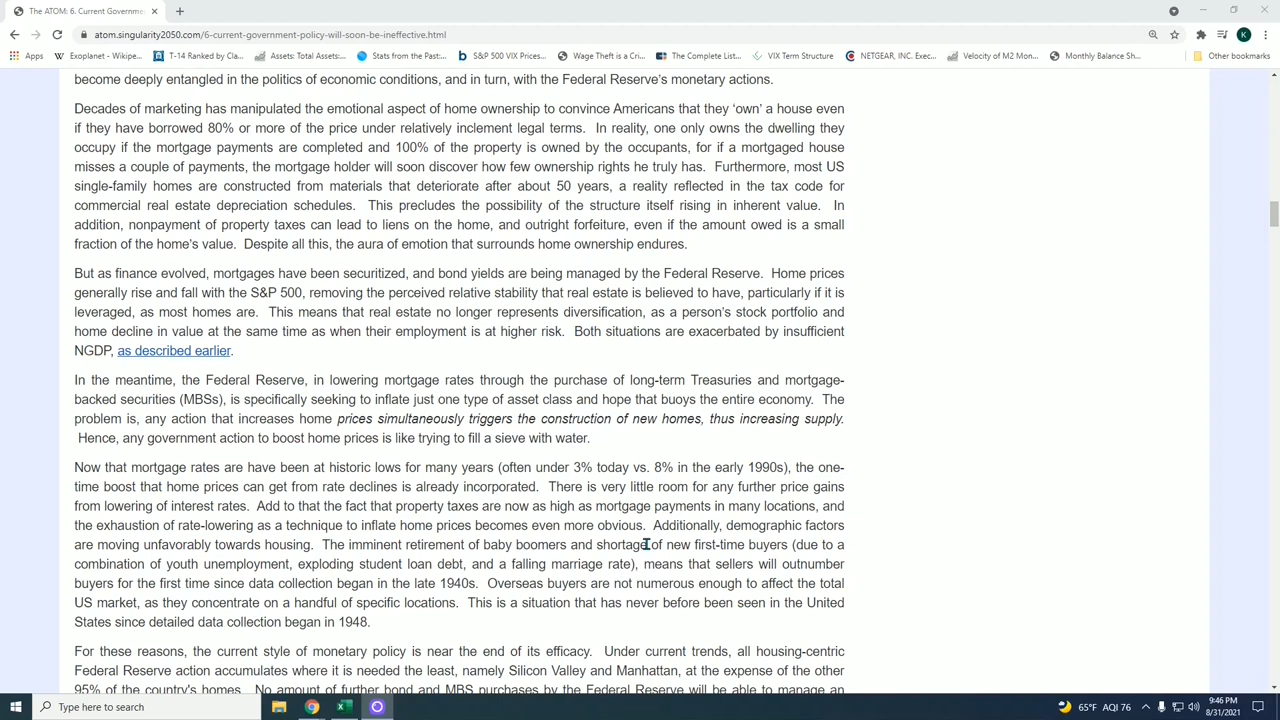 The ATOM: 6. Current Governme
atom.singularity2050.com/6-current-government-policy-will-soon-be-ineffective.html
K
Apps
Exoplanet - Wikipe...
T-14 Ranked by Cla...
Assets: Total Assets:...
Stats from the Past:...
S&P 500 VIX Prices...
Wage Theft is a Cri...
The Complete List...
VIX Term Structure
NETGEAR, INC. Exec...
Velocity of M2 Mon...
Monthly Balance Sh...
Other bookmarks
become deeply entangled in the politics of economic conditions, and in turn, with the Federal Reserve's monetary actions.
Decades of marketing has manipulated the emotional aspect of home ownership to convince Americans that they 'own' a house even
if they have borrowed 80% or more of the price under relatively inclement legal terms. In reality, one only owns the dwelling they
occupy if the mortgage payments are completed and 100% of the property is owned by the occupants, for if a mortgaged house
misses a couple of payments, the mortgage holder will soon discover how few ownership rights he truly has. Furthermore, most US
single-family homes are constructed from materials that deteriorate after about 50 years, a reality reflected in the tax code for
commercial real estate depreciation schedules. This precludes the possibility of the structure itself rising in inherent value. In
addition, nonpayment of property taxes can lead to liens on the home, and outright forfeiture, even if the amount owed is a small
fraction of the home's value. Despite all this, the aura of emotion that surrounds home ownership endures.
But as finance evolved, mortgages have been securitized, and bond yields are being managed by the Federal Reserve. Home prices
generally rise and fall with the S&P 500, removing the perceived relative stability that real estate is believed to have, particularly if it is
leveraged, as most homes are. This means that real estate no longer represents diversification, as a person's stock portfolio and
home decline in value at the same time as when their employment is at higher risk. Both situations are exacerbated by insufficient
NGDP, as described earlier.
In the meantime, the Federal Reserve, in lowering mortgage rates through the purchase of long-term Treasuries and mortgage-
backed securities (MBSs), is specifically seeking to inflate just one type of asset class and hope that buoys the entire economy. The
problem is, any action that increases home prices simultaneously triggers the construction of new homes, thus increasing supply.
Hence, any government action to boost home prices is like trying to fill a sieve with water.
Now that mortgage rates are have been at historic lows for many years (often under 3% today vs. 8% in the early 1990s), the one-
time boost that home prices can get from rate declines is already incorporated. There is very little room for any further price gains
from lowering of interest rates. Add to that the fact that property taxes are now as high as mortgage payments in many locations, and
the exhaustion of rate-lowering as a technique to inflate home prices becomes even more obvious. Additionally, demographic factors
are moving unfavorably towards housing. The imminent retirement of baby boomers and shortage of new first-time buyers (due to a
combination of youth unemployment, exploding student loan debt, and a falling marriage rate), means that sellers will outnumber
buyers for the first time since data collection began in the late 1940s. Overseas buyers are not numerous enough to affect the total
US market, as they concentrate on a handful of specific locations. This is a situation that has never before been seen in the United
States since detailed data collection began in 1948.
For these reasons, the current style of monetary policy is near the end of its efficacy. Under current trends, all housing-centric
Federal Reserve action accumulates where it is needed the least, namely Silicon Valley and Manhattan, at the expense of the other
95% of the country's homes. No amount of further bond and MBS purchases by the Federal Reserve will be able to manage an
Type here to search
65°F AQI 76
9:46 PM
8/31/2021